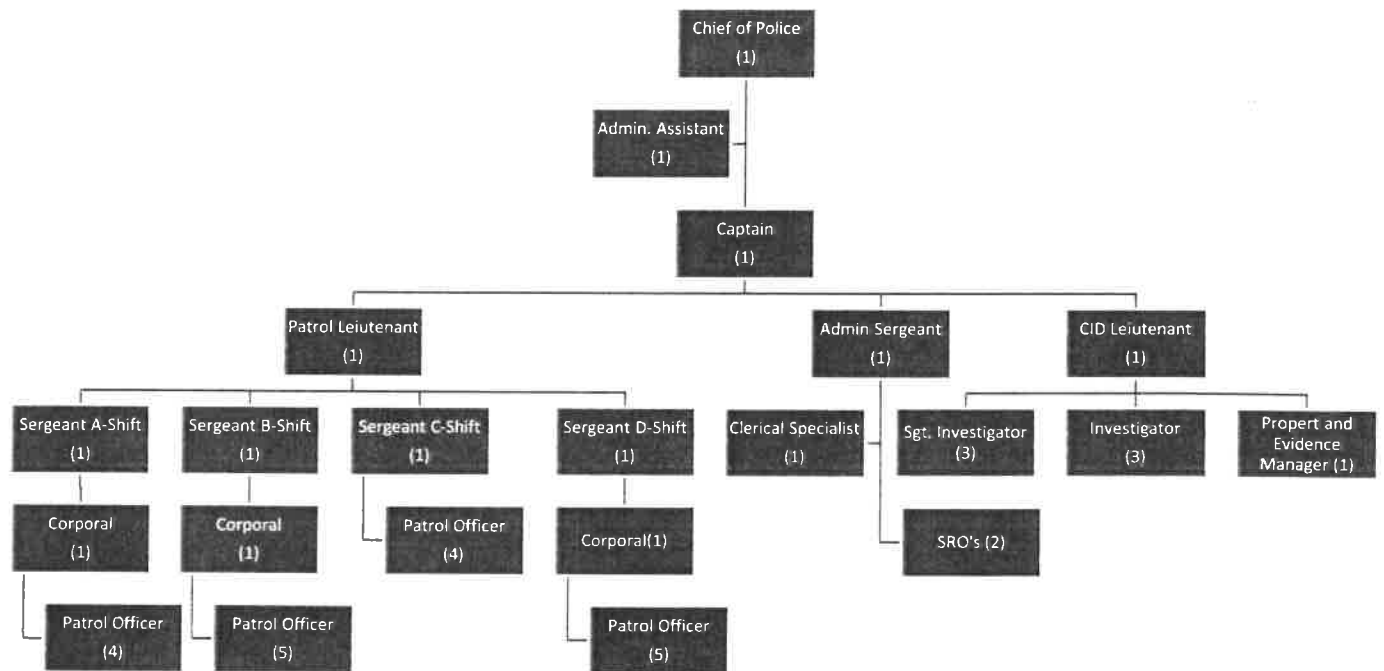 Chief of Police
(1)
Admin. Assistant
(1)
Captain
(1)
Patrol Leiutenant
(1)
Admin Sergeant
(1)
CID Leiutenant
(1)
Sergeant A-Shift
(1)
Sergeant B-Shift
(1)
Sergeant C-Shift
(1)
Sergeant D-Shift
(1)
Clerical Specialist
(1)
Sgt. Investigator
(3)
Investigator
(3)
Propert and
Evidence
Manager (1)
Corporal
(1)
Corporal
(1)
Patrol Officer
(4)
Corporal(1)
SRO's (2)
Patrol Officer
(4)
Patrol Officer
(5)
Patrol Officer
(5)